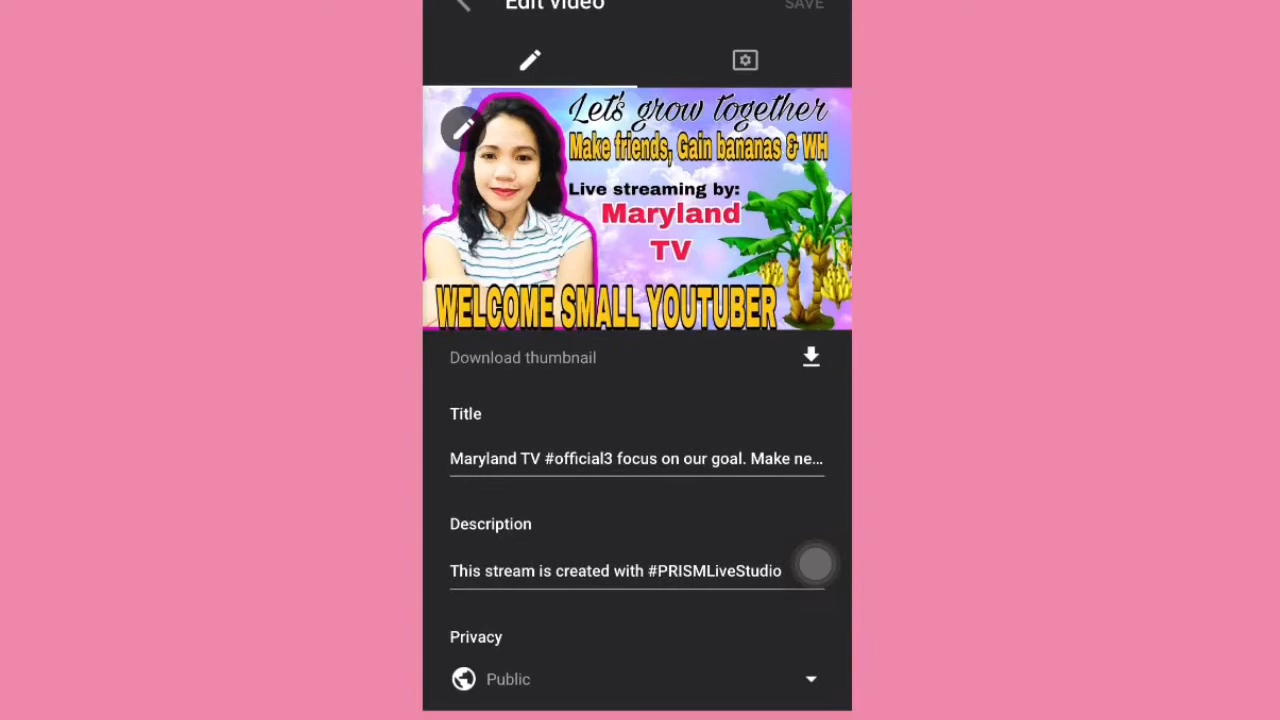 Edit video
SAVE
Let's grow together
Make friends, Gain bananas & WH
Live streaming by:
Maryland
TV
WELCOME SMALL YOUTUBER
Download thumbnail
Title
Maryland TV #official3 focus on our goal. Make ne...
Description
This stream is created with #PRISMLiveStudio
Privacy
Public